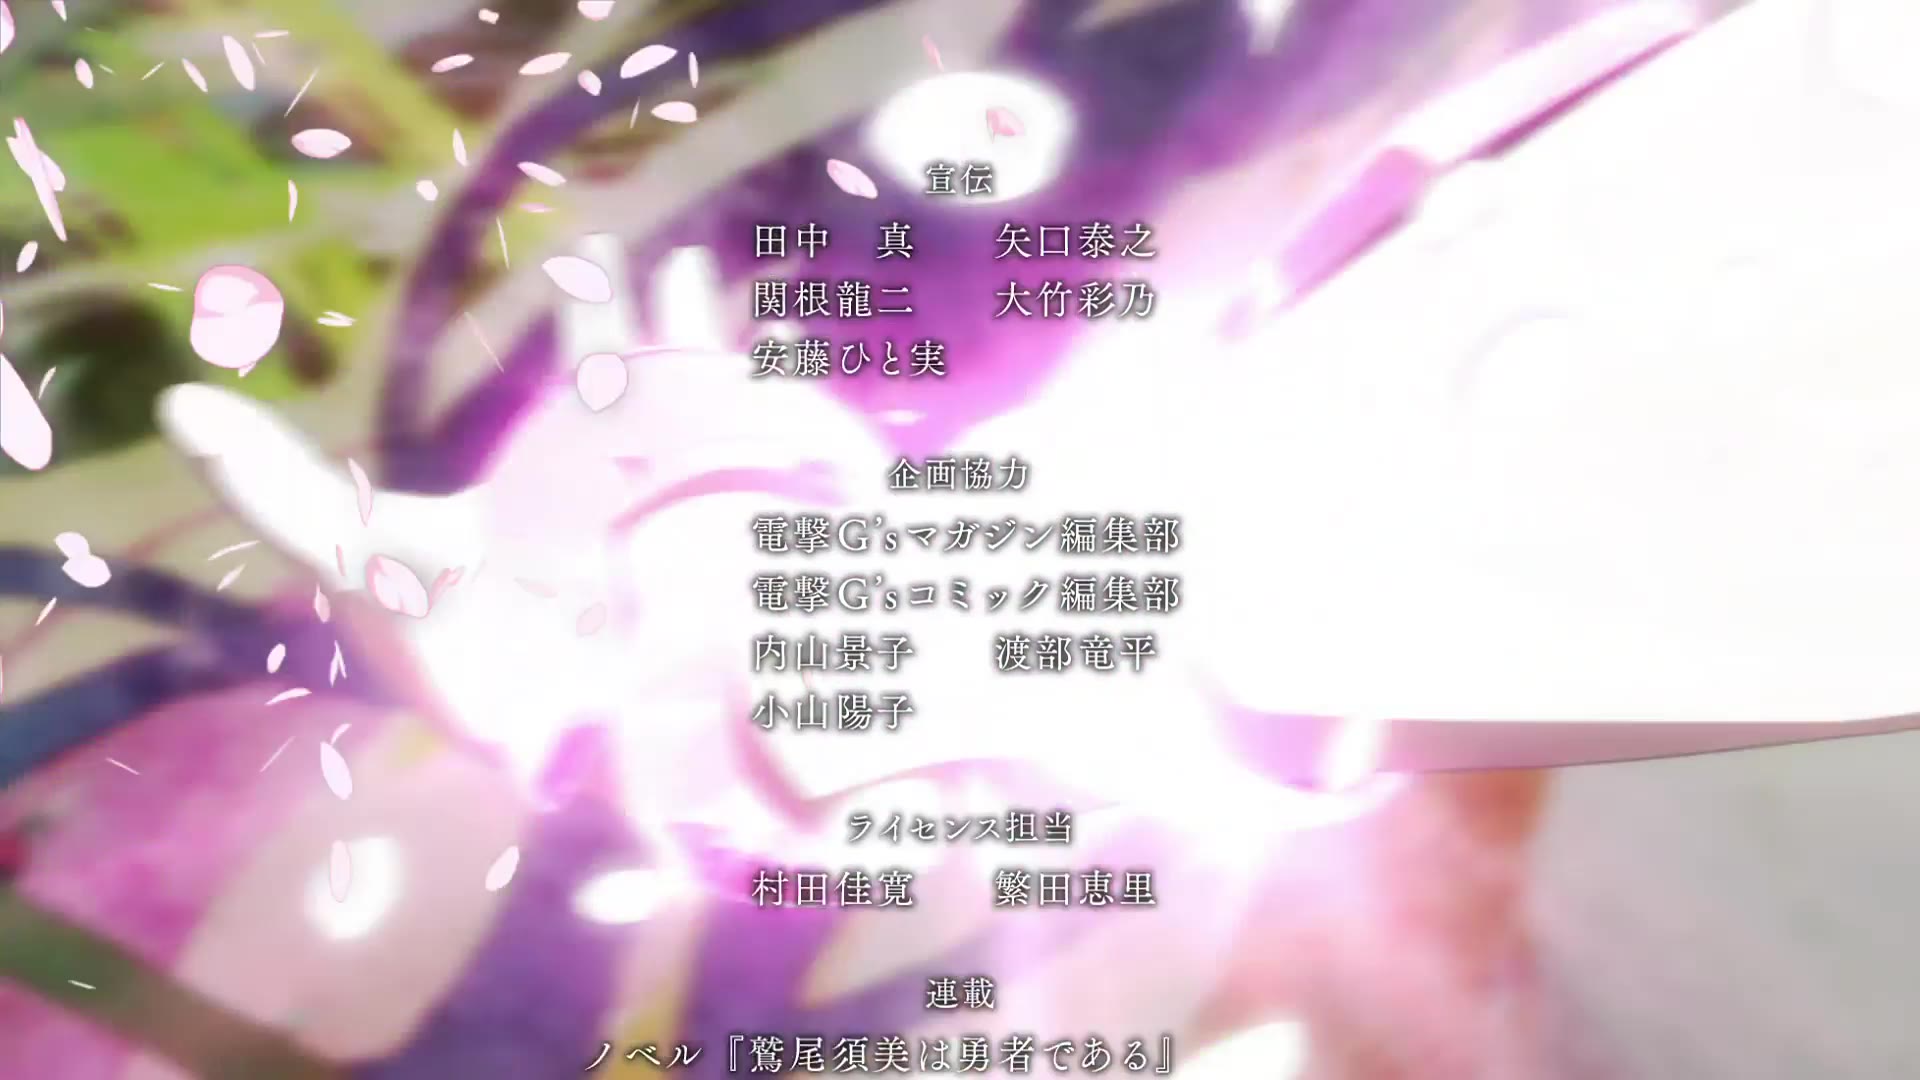 宣伝
田中　真　　矢口泰之
関根龍二　　大竹彩乃
安藤ひと実
企画協力
電撃G'sマガジン編集部
電撃G'sコミック編集部
内山景子　　渡部竜平
小山陽子
ライセンス担当
村田佳寛　　繁田恵里
連載
ノベル『鷲尾須美は勇者である』